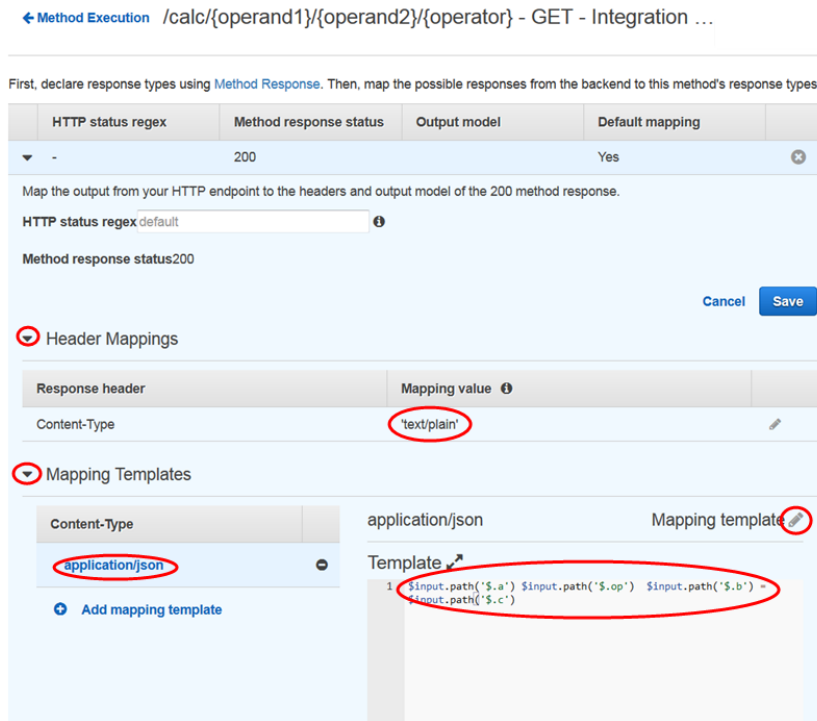 Method Execution /calc/{operand1}/{operand2}/{operator} - GET - Integration ...
First, declare response types using Method Response. Then, map the possible responses from the backend to this method's response types
HTTP status regex Method response status Output model Default mapping
- 200 Yes
Map the output from your HTTP endpoint to the headers and output model of the 200 method response.
HTTP status regex default
Method response status200
Cancel Save
Header Mappings
Response header Mapping value
Content-Type 'text/plain'
Mapping Templates
Content-Type
application/json
Add mapping template
application/json Mapping template
Template
1 $input.path('$.a') $input.path('$.op')  $input.path('$.b') =
$input.path('$.c')